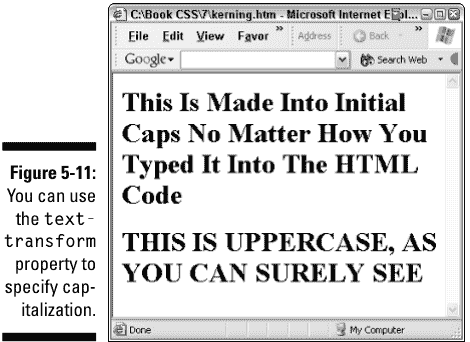 Figure 5-11:
You can use
the text-
transform
property to
specify cap-
italization.
C:\Book CSS\7\kerning.htm - Microsoft Internet Expl...
File Edit View Favor » Address Back »
Google Search Web »
This Is Made Into Initial
Caps No Matter How You
Typed It Into The HTML
Code
THIS IS UPPERCASE, AS
YOU CAN SURELY SEE
Done My Computer